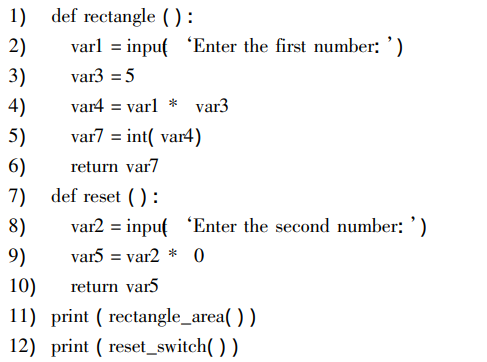 1) def rectangle ():
2) var1 = input( ‘Enter the first number: ’)
3) var3 = 5
4) var4 = var1 * var3
5) var7 = int( var4)
6) return var7
7) def reset ():
8) var2 = input( ‘Enter the second number: ’)
9) var5 = var2 * 0
10) return var5
11) print ( rectangle_area( ) )
12) print ( reset_switch( ) )